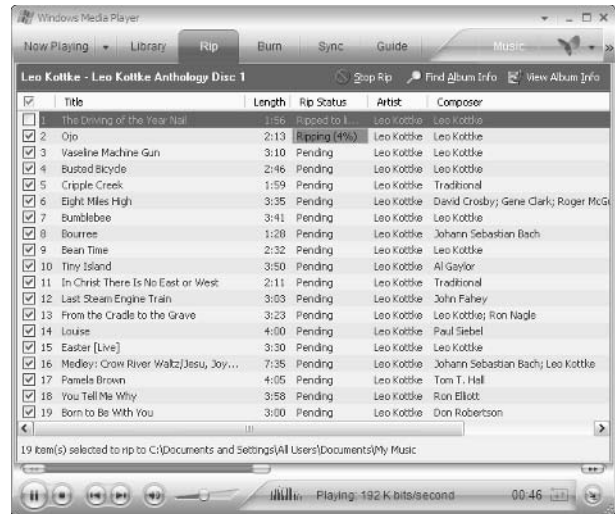 Windows Media Player
Now Playing Library Rip Burn Sync Guide Music
Leo Kottke - Leo Kottke Anthology Disc 1 Stop Rip Find Album Info View Album Info
Title Length Rip Status Artist Composer
1 The Driving of the Year Nail 1:56 Ripped to li... Leo Kottke Leo Kottke
2 Ojo 2:13 Ripping (4%) Leo Kottke Leo Kottke
3 Vaseline Machine Gun 3:10 Pending Leo Kottke Leo Kottke
4 Busted Bicycle 2:46 Pending Leo Kottke Leo Kottke
5 Cripple Creek 1:59 Pending Leo Kottke Traditional
6 Eight Miles High 3:35 Pending Leo Kottke David Crosby; Gene Clark; Roger McGu
7 Bumblebee 3:41 Pending Leo Kottke Leo Kottke
8 Bourree 1:28 Pending Leo Kottke Johann Sebastian Bach
9 Bean Time 2:32 Pending Leo Kottke Leo Kottke
10 Tiny Island 3:50 Pending Leo Kottke Al Gaylor
11 In Christ There Is No East or West 2:11 Pending Leo Kottke Traditional
12 Last Steam Engine Train 3:03 Pending Leo Kottke John Fahey
13 From the Cradle to the Grave 3:23 Pending Leo Kottke Leo Kottke; Ron Nagle
14 Louise 4:00 Pending Leo Kottke Paul Siebel
15 Easter [Live] 3:30 Pending Leo Kottke Leo Kottke
16 Medley: Crow River Waltz/Jesu, Joy... 7:35 Pending Leo Kottke Johann Sebastian Bach; Leo Kottke
17 Pamela Brown 4:05 Pending Leo Kottke Tom T. Hall
18 You Tell Me Why 3:58 Pending Leo Kottke Ron Elliott
19 Born to Be With You 3:00 Pending Leo Kottke Don Robertson
19 item(s) selected to rip to C:\Documents and Settings\All Users\Documents\My Music
Playing: 192 K bits/second 00:46